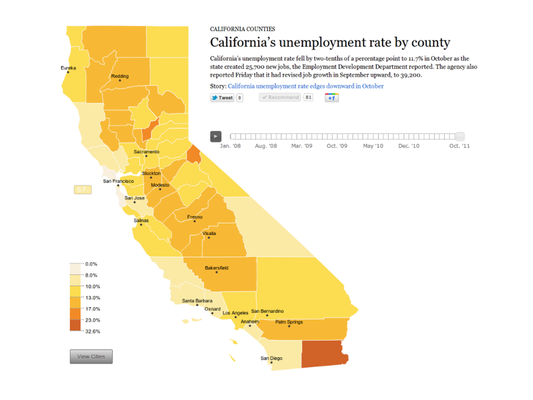 CALIFORNIA COUNTIES
California's unemployment rate by county
California's unemployment rate fell by two-tenths of a percentage point to 11.7% in October as the
state created 25,700 new jobs, the Employment Development Department reported. The agency also
reported Friday that it had revised job growth in September upward, to 39,200.
Story: California unemployment rate edges downward in October
Tweet 8 Recommend 81 +1
Jan. '08 Aug. '08 Mar. '09 Oct. '09 May '10 Dec. '10 Oct. '11
Eureka
Redding
Sacramento
Stockton
San Francisco
Modesto
San Jose
Salinas
Fresno
Visalia
Bakersfield
Santa Barbara
Oxnard
Los Angeles
San Bernardino
Anaheim
Palm Springs
San Diego
0.0%
8.0%
10.0%
13.0%
17.0%
23.0%
32.6%
View Cities